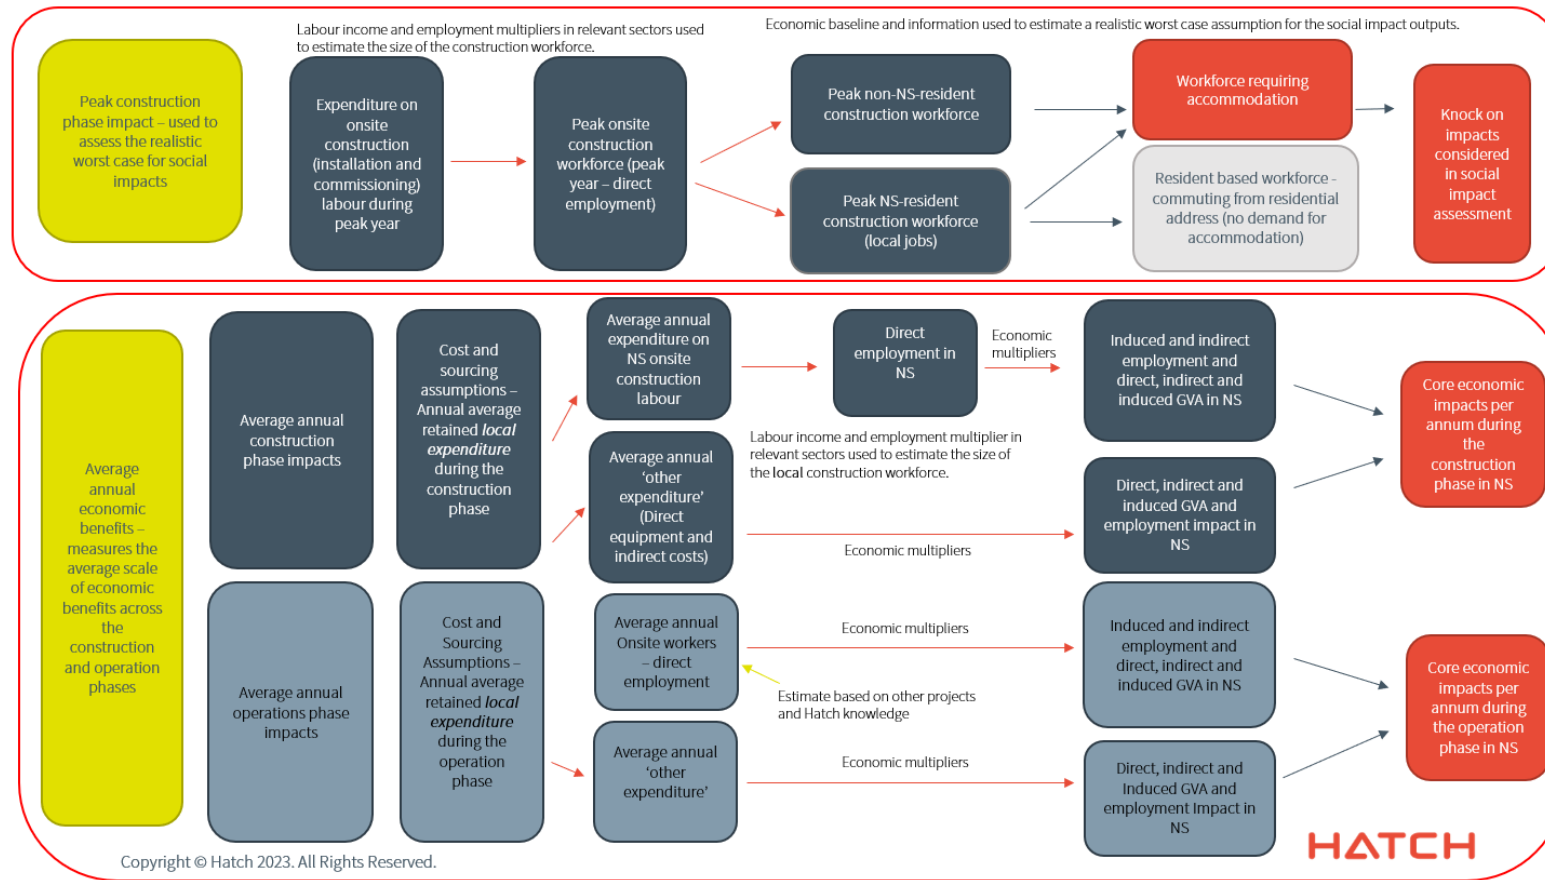 Labour income and employment multipliers in relevant sectors used
to estimate the size of the construction workforce.
Economic baseline and information used to estimate a realistic worst case assumption for the social impact outputs.
Peak construction
phase impact – used to
assess the realistic
worst case for social
impacts
Expenditure on
onsite
construction
(installation and
commissioning)
labour during
peak year
Peak onsite
construction
workforce (peak
year – direct
employment)
Peak non-NS-resident
construction workforce
Peak NS-resident
construction workforce
(local jobs)
Workforce requiring
accommodation
Resident based workforce -
commuting from residential
address (no demand for
accommodation)
Knock on
impacts
considered
in social
impact
assessment
Average
annual
economic
benefits –
measures the
average scale
of economic
benefits across
the
construction
and operation
phases
Average annual
construction
phase impacts
Cost and
sourcing
assumptions –
Annual average
retained local
expenditure
during the
construction
phase
Average annual
expenditure on
NS onsite
construction
labour
Direct
employment in
NS
Economic
multipliers
Induced and indirect
employment and
direct, indirect and
induced GVA in NS
Average annual
‘other
expenditure’
(Direct
equipment and
indirect costs)
Labour income and employment multiplier in
relevant sectors used to estimate the size of
the local construction workforce.
Economic multipliers
Direct, indirect and
induced GVA and
employment impact in
NS
Core economic
impacts per
annum during
the
construction
phase in NS
Average annual
operations phase
impacts
Cost and
Sourcing
Assumptions –
Annual average
retained local
expenditure
during the
operation
phase
Average annual
Onsite workers
– direct
employment
Economic multipliers
Estimate based on other projects
and Hatch knowledge
Induced and indirect
employment and
direct, indirect and
induced GVA in NS
Average annual
‘other
expenditure’
Economic multipliers
Direct, indirect and
Induced GVA and
employment Impact in
NS
Core economic
impacts per
annum during
the operation
phase in NS
Copyright © Hatch 2023. All Rights Reserved.
HATCH